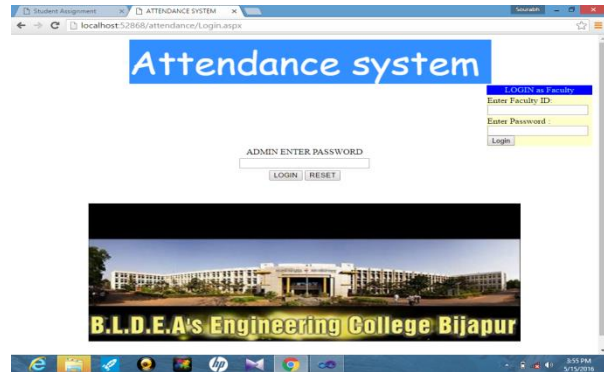 Student Assignment
ATTENDANCE SYSTEM
Sourabh
localhost:52868/attendance/Login.aspx
Attendance system
LOGIN as Faculty
Enter Faculty ID:
Enter Password :
Login
ADMIN ENTER PASSWORD
LOGIN RESET
B.L.D.E.A's Engineering College Bijapur
8:55 PM
5/15/2016